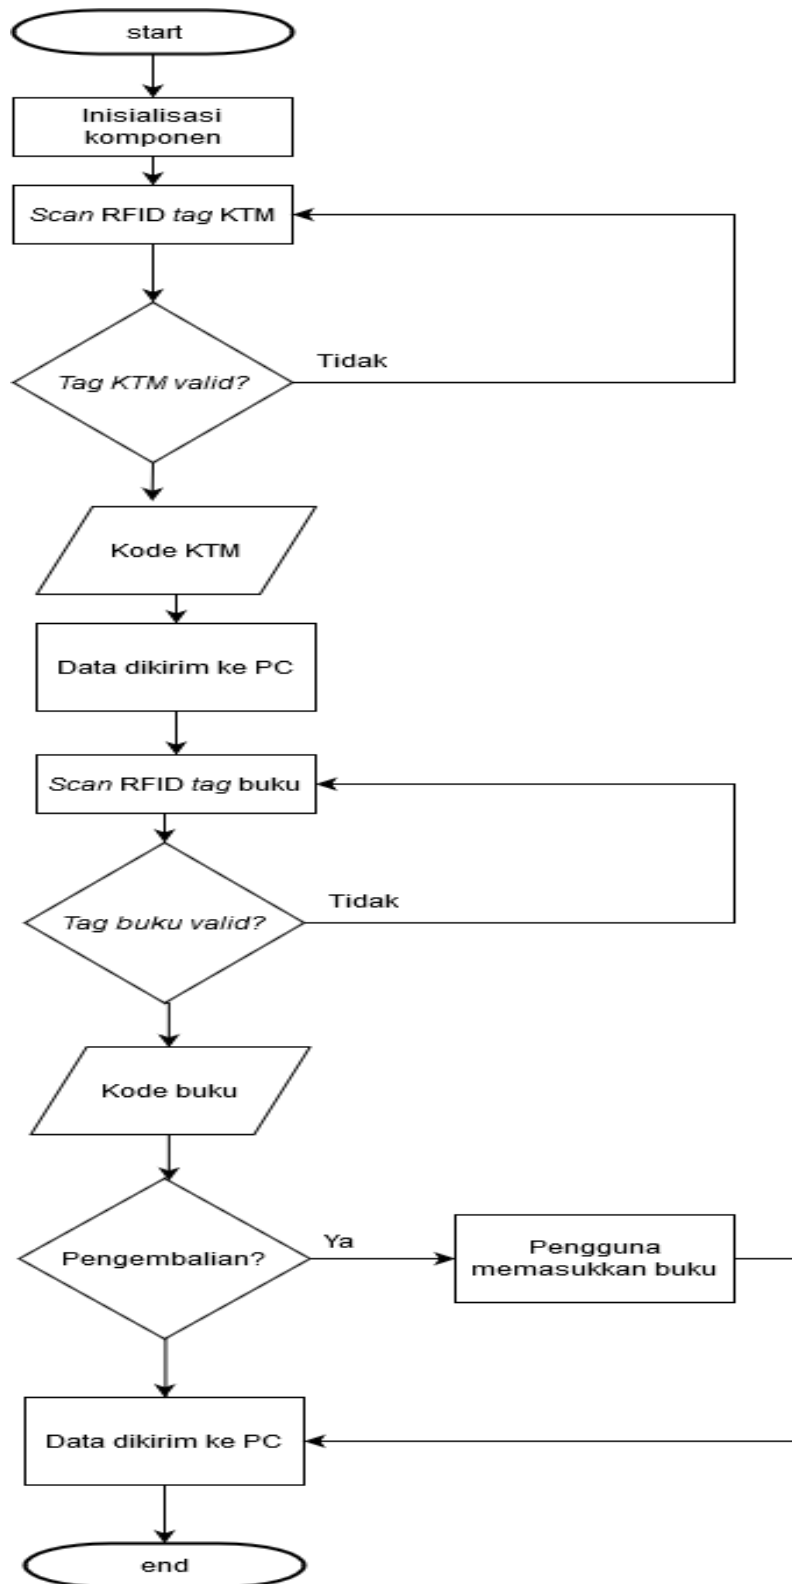 start
Inisialisasi
komponen
Scan RFID tag KTM
Tidak
Tag KTM valid?
Kode KTM
Data dikirim ke PC
Scan RFID tag buku
Tidak
Tag buku valid?
Kode buku
Pengembalian?
Ya
Pengguna
memasukkan buku
Data dikirim ke PC
end